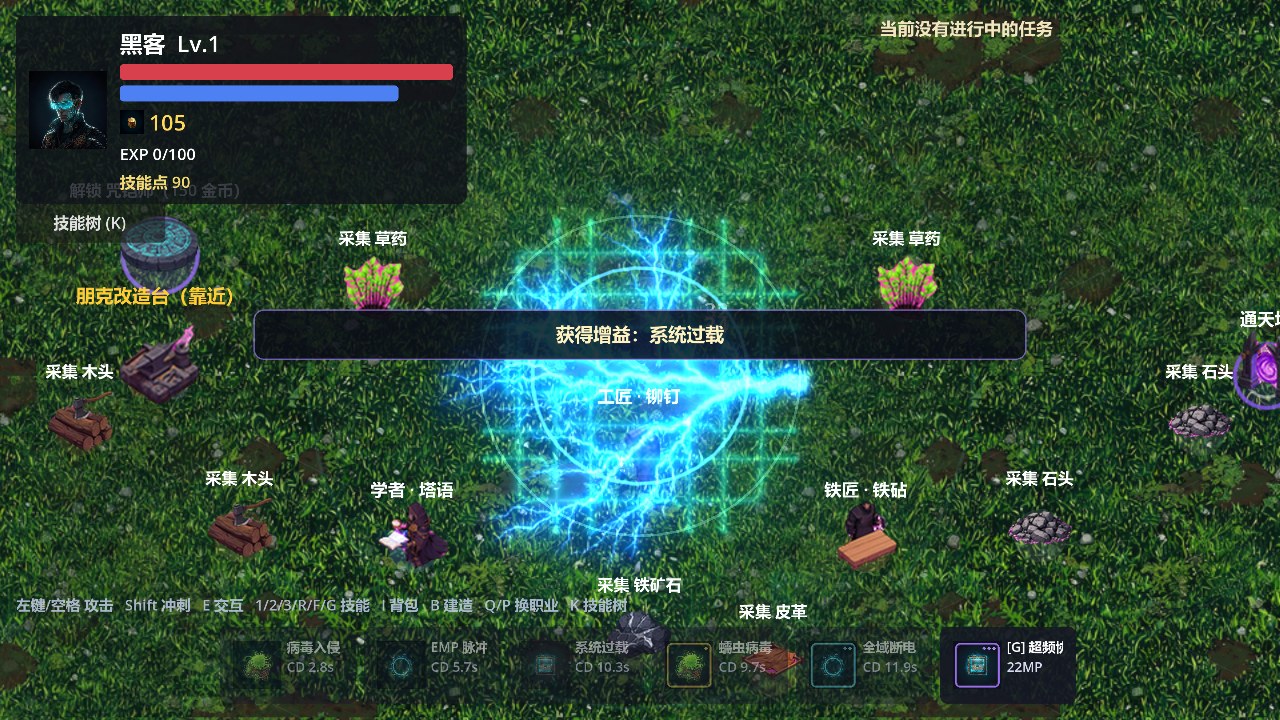 黑客 Lv.1
105
EXP 0/100
技能点 90
技能树 (K)
当前没有进行中的任务
采集 草药
采集 草药
朋克改造台（靠近）
获得增益：系统过载
通天
采集 木头
采集 石头
工匠 · 铆钉
采集 木头
学者 · 塔语
铁匠 · 铁砧
采集 石头
采集 铁矿石
采集 皮革
左键/空格 攻击 Shift 冲刺 E 交互 1/2/3/R/F/G 技能 I 背包 B 建造 Q/P 换职业 K 技能树
病毒入侵
CD 2.8s
EMP 脉冲
CD 5.7s
系统过载
CD 10.3s
蠕虫病毒
CD 9.7s
全域断电
CD 11.9s
[G] 超频
22MP